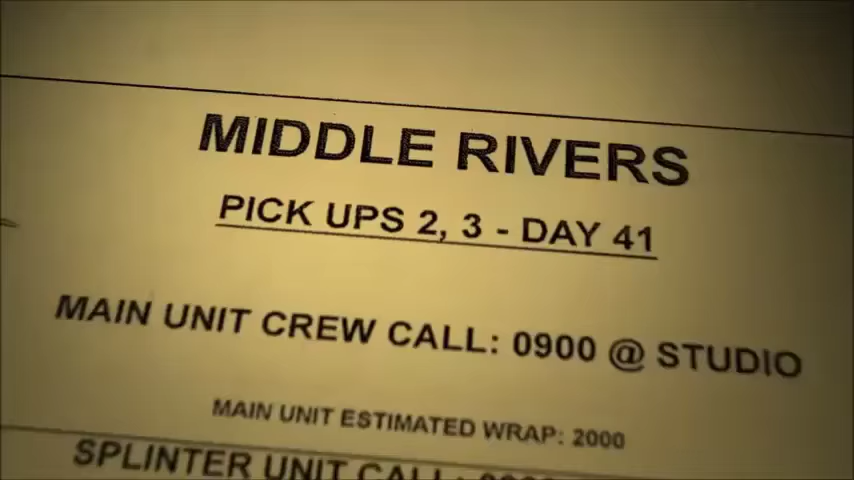 MIDDLE RIVERS
PICK UPS 2, 3 - DAY 41
MAIN UNIT CREW CALL: 0900 @ STUDIO
MAIN UNIT ESTIMATED WRAP: 2000
SPLINTER UNIT CALL: